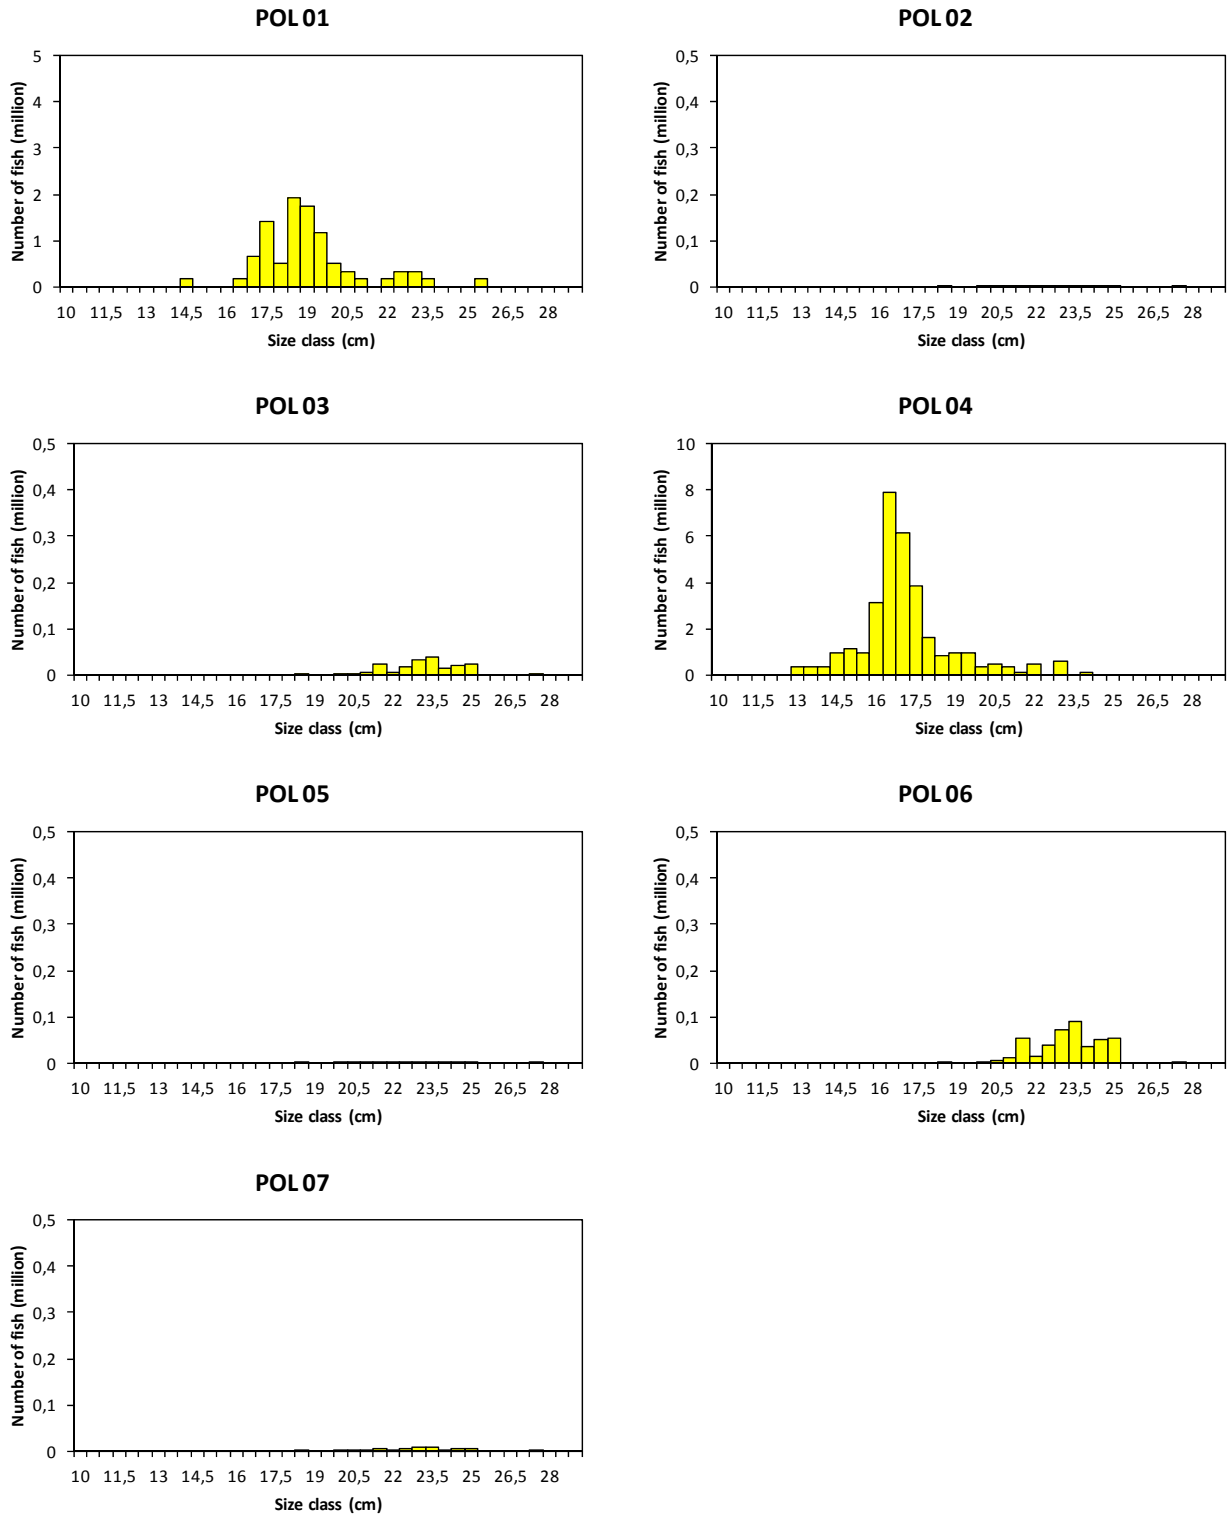 POL 01
Number of fish (million)
5
4
3
2
1
0
10 11,5 13 14,5 16 17,5 19 20,5 22 23,5 25 26,5 28
Size class (cm)
POL 02
Number of fish (million)
0,5
0,4
0,3
0,2
0,1
0
10 11,5 13 14,5 16 17,5 19 20,5 22 23,5 25 26,5 28
Size class (cm)
POL 03
Number of fish (million)
0,5
0,4
0,3
0,2
0,1
0
10 11,5 13 14,5 16 17,5 19 20,5 22 23,5 25 26,5 28
Size class (cm)
POL 04
Number of fish (million)
10
8
6
4
2
0
10 11,5 13 14,5 16 17,5 19 20,5 22 23,5 25 26,5 28
Size class (cm)
POL 05
Number of fish (million)
0,5
0,4
0,3
0,2
0,1
0
10 11,5 13 14,5 16 17,5 19 20,5 22 23,5 25 26,5 28
Size class (cm)
POL 06
Number of fish (million)
0,5
0,4
0,3
0,2
0,1
0
10 11,5 13 14,5 16 17,5 19 20,5 22 23,5 25 26,5 28
Size class (cm)
POL 07
Number of fish (million)
0,5
0,4
0,3
0,2
0,1
0
10 11,5 13 14,5 16 17,5 19 20,5 22 23,5 25 26,5 28
Size class (cm)